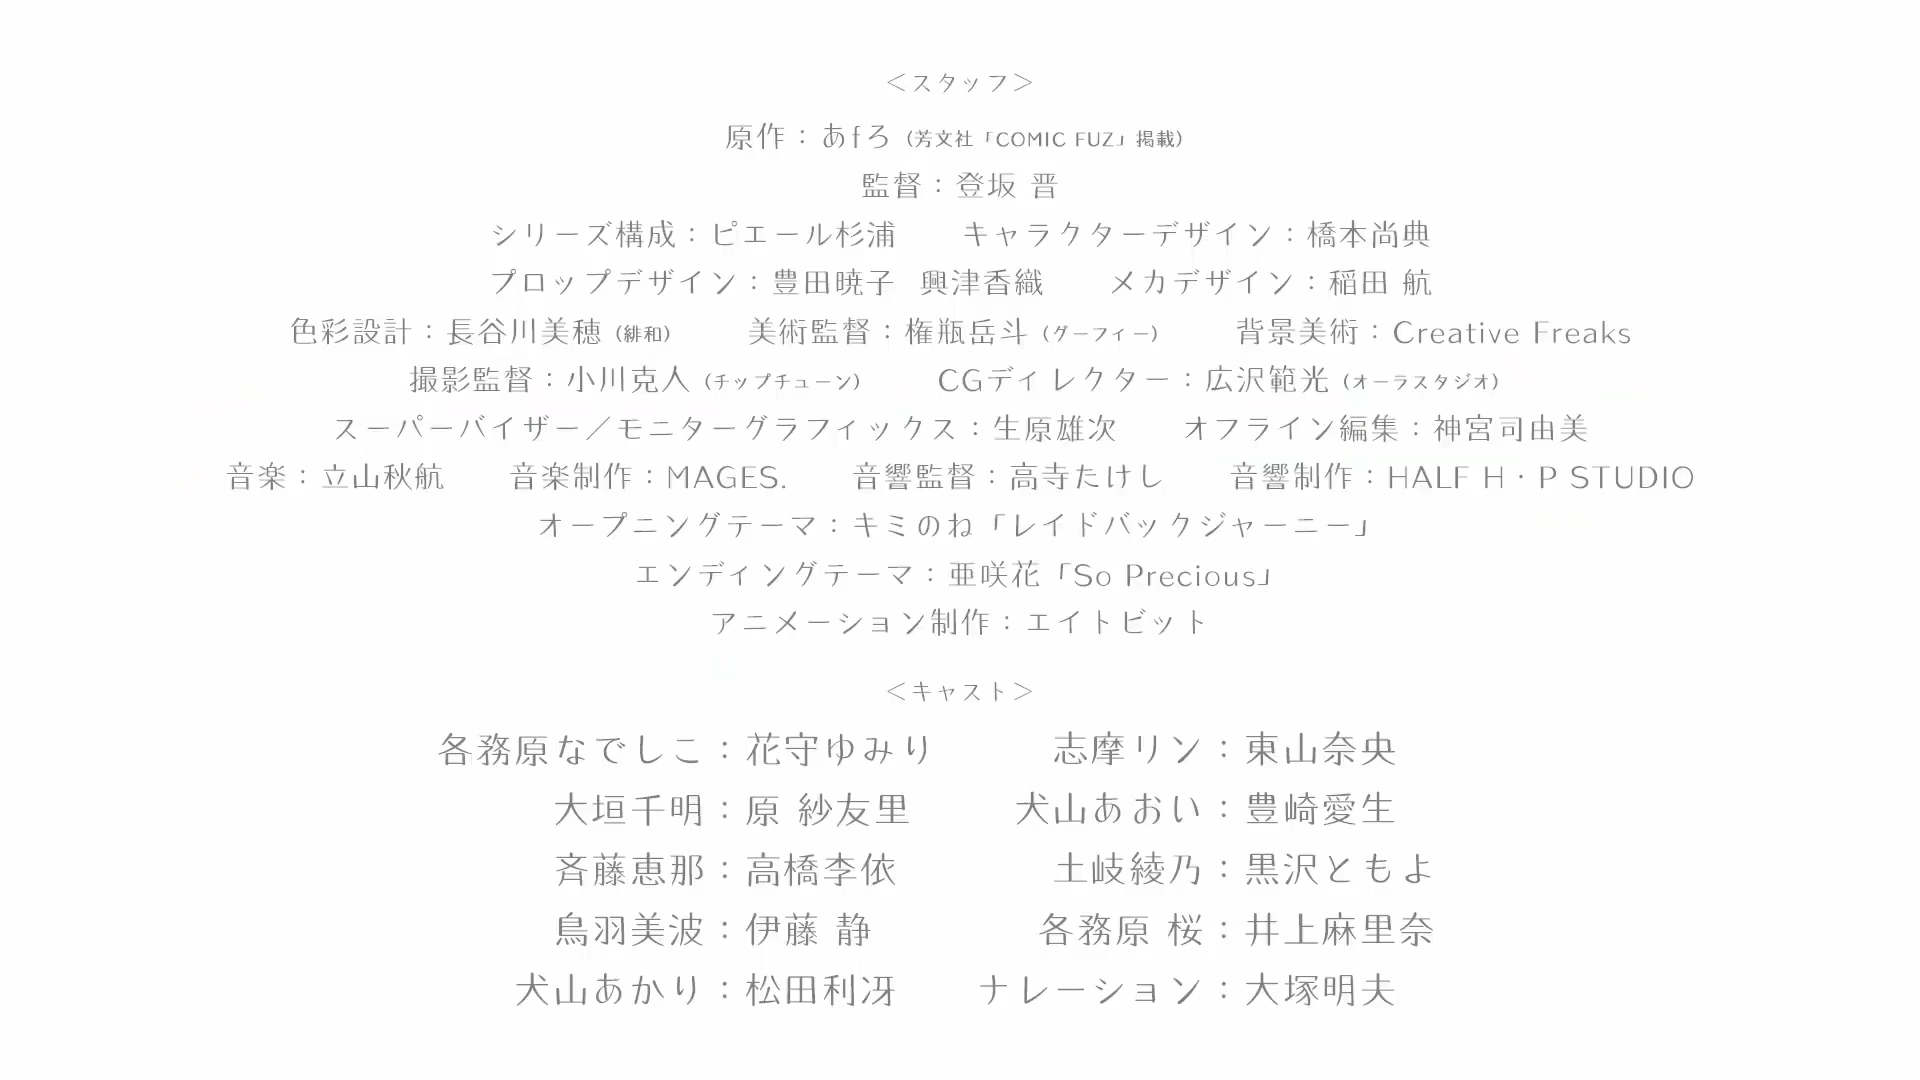 ＜スタッフ＞
原作：あfろ（芳文社「COMIC FUZ」掲載）
監督：登坂 晋
シリーズ構成：ピエール杉浦　キャラクターデザイン：橋本尚典
プロップデザイン：豊田暁子 興津香織　メカデザイン：稲田 航
色彩設計：長谷川美穂（緋和）　美術監督：権瓶岳斗（グーフィー）　背景美術：Creative Freaks
撮影監督：小川克人（チップチューン）　CGディレクター：広沢範光（オーラスタジオ）
スーパーバイザー／モニターグラフィックス：生原雄次　オフライン編集：神宮司由美
音楽：立山秋航　音楽制作：MAGES.　音響監督：高寺たけし　音響制作：HALF H・P STUDIO
オープニングテーマ：キミのね「レイドバックジャーニー」
エンディングテーマ：亜咲花「So Precious」
アニメーション制作：エイトビット
＜キャスト＞
各務原なでしこ：花守ゆみり　志摩リン：東山奈央
大垣千明：原 紗友里　犬山あおい：豊崎愛生
斉藤恵那：高橋李依　土岐綾乃：黒沢ともよ
鳥羽美波：伊藤 静　各務原 桜：井上麻里奈
犬山あかり：松田利冴　ナレーション：大塚明夫